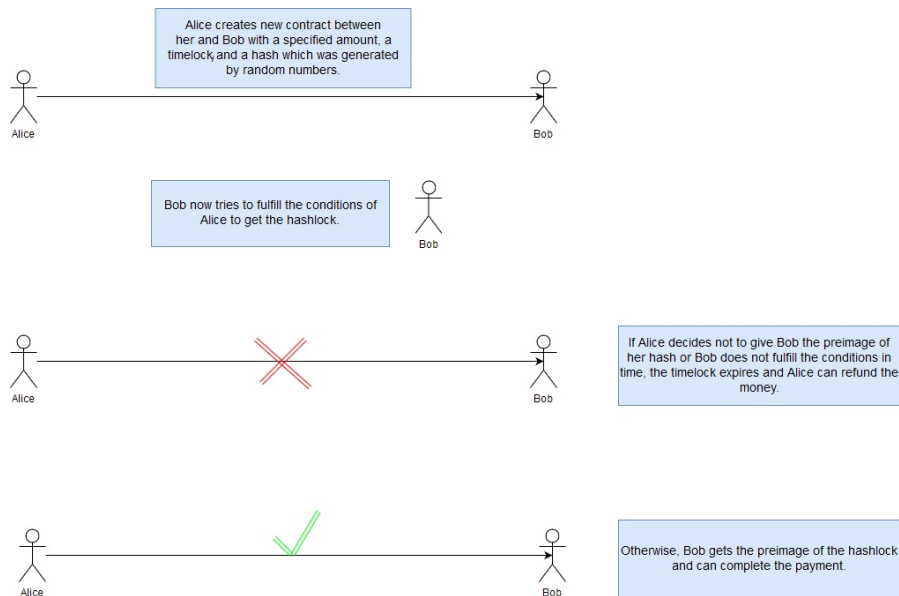 Alice creates new contract between
her and Bob with a specified amount, a
timelock, and a hash which was generated
by random numbers.
Alice
Bob
Bob now tries to fulfill the conditions of
Alice to get the hashlock.
Bob
Alice
Bob
If Alice decides not to give Bob the preimage of
her hash or Bob does not fulfill the conditions in
time, the timelock expires and Alice can refund the
money.
Alice
Bob
Otherwise, Bob gets the preimage of the hashlock
and can complete the payment.